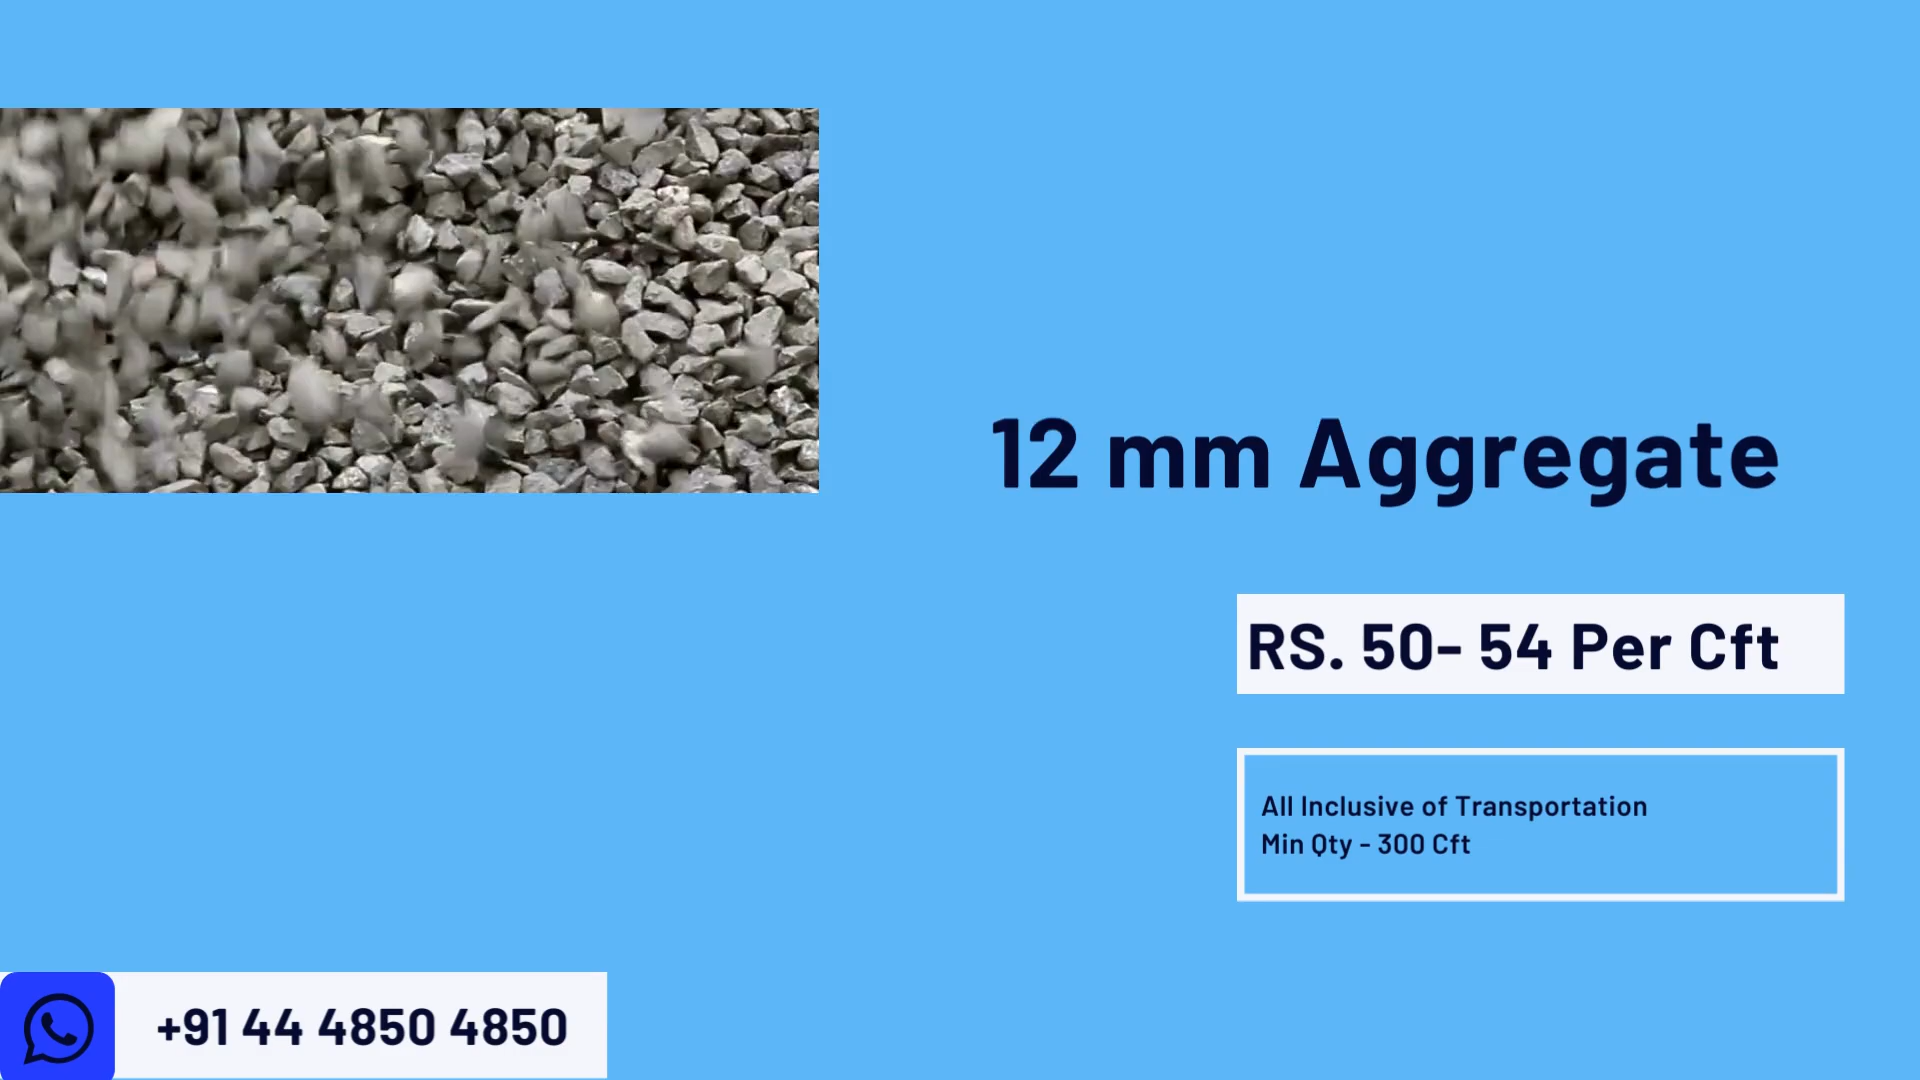 12 mm Aggregate
RS. 50- 54 Per Cft
All Inclusive of Transportation
Min Qty - 300 Cft
+91 44 4850 4850